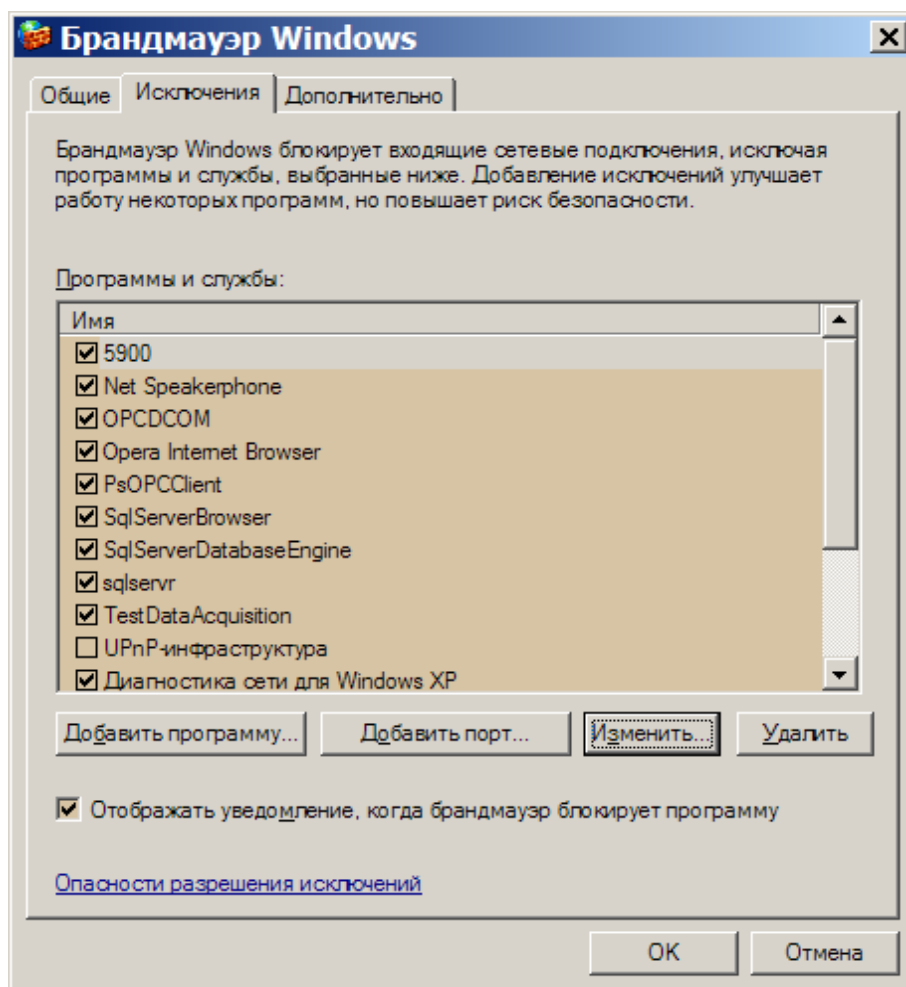 Брандмауэр Windows
Общие Исключения Дополнительно
Брандмауэр Windows блокирует входящие сетевые подключения, исключая
программы и службы, выбранные ниже. Добавление исключений улучшает
работу некоторых программ, но повышает риск безопасности.
Программы и службы:
Имя
5900
Net Speakerphone
OPCDCOM
Opera Internet Browser
PsOPCClient
SqlServerBrowser
SqlServerDatabaseEngine
sqlservr
TestDataAcquisition
UPnP-инфраструктура
Диагностика сети для Windows XP
Добавить программу... Добавить порт... Изменить... Удалить
Отображать уведомление, когда брандмауэр блокирует программу
Опасности разрешения исключений
OK Отмена